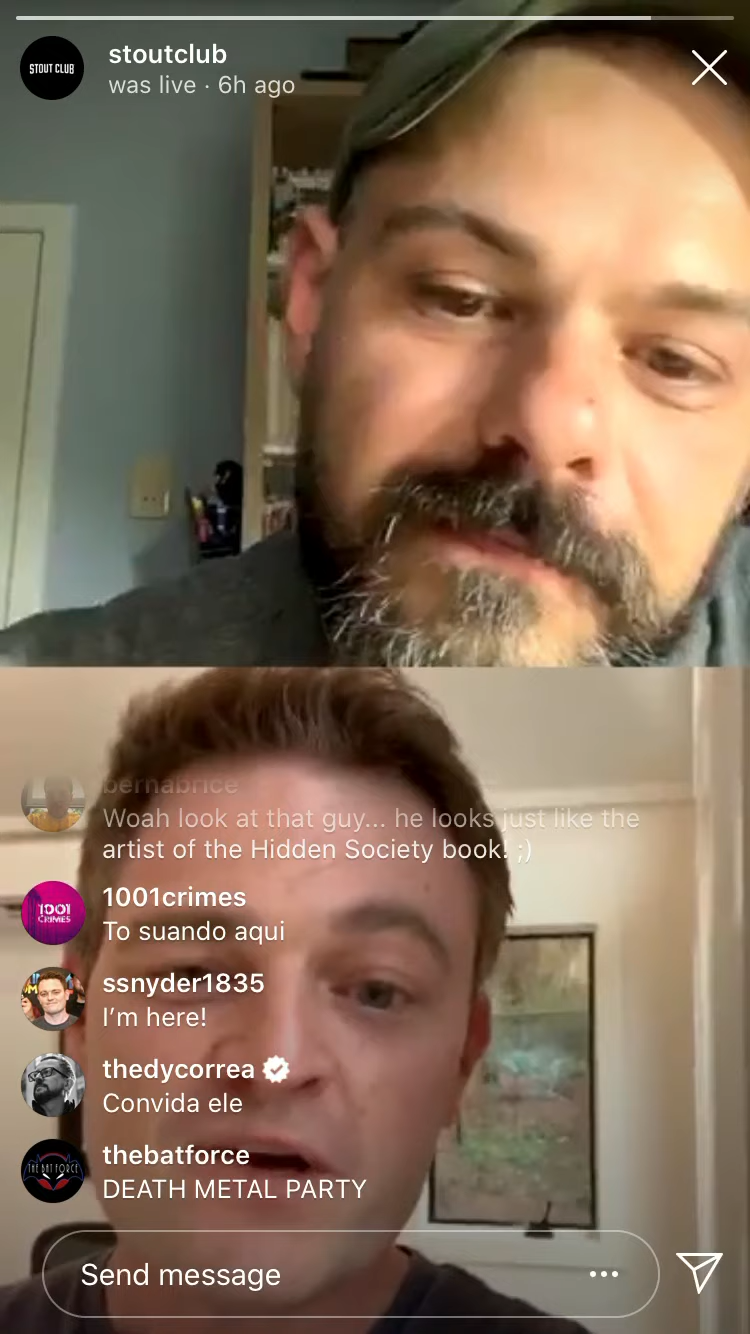 STOUT CLUB
stoutclub
was live · 6h ago
bernabrice
Woah look at that guy... he looks just like the
artist of the Hidden Society book! ;)
1001
CRIMES
1001crimes
To suando aqui
ssnyder1835
I'm here!
thedycorrea
Convida ele
THE BAT FORCE
thebatforce
DEATH METAL PARTY
Send message